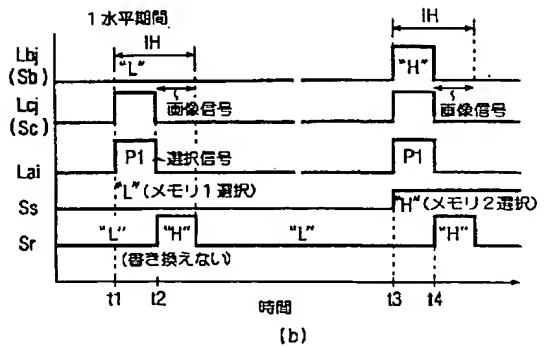 1水平期間
1H
1H
Lbj
(Sb)
"L"
"H"
画像信号
画像信号
Lcj
(Sc)
P1
選択信号
P1
Lai
"L"(メモリ1選択)
"H"(メモリ2選択)
Ss
"L"
"H"
"L"
"H"
Sr
(書き換えない)
t1
t2
t3
t4
時間
(b)